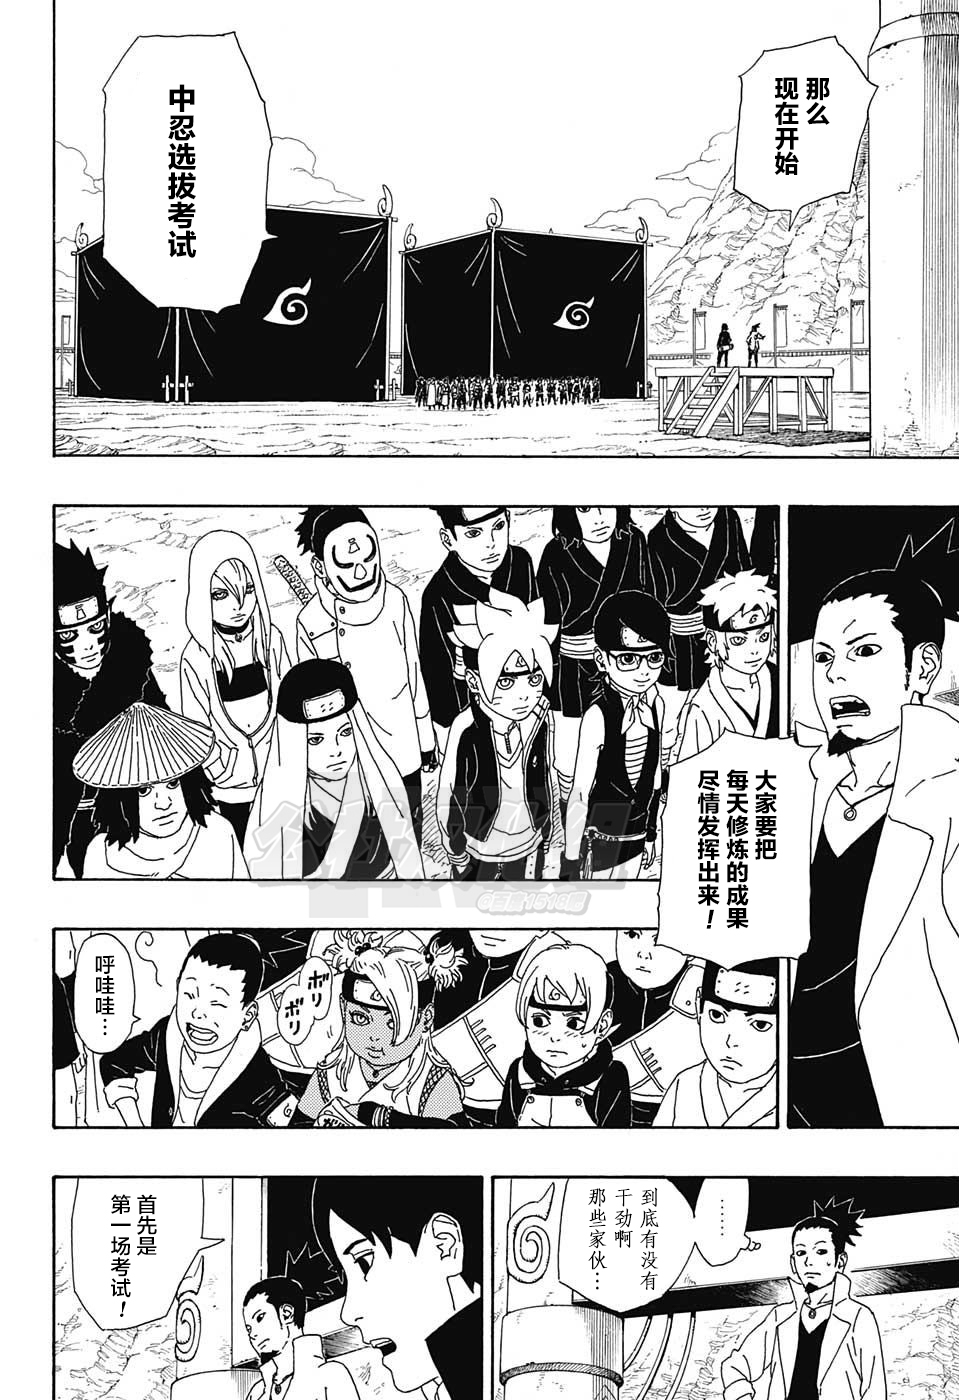 那么
现在开始
中忍选拔考试
大家要把
每天修炼的成果
尽情发挥出来！
ボリ
ボリ
呼哇哇…
……
到底有没有
干劲啊
那些家伙…
首先是
第一场考试！